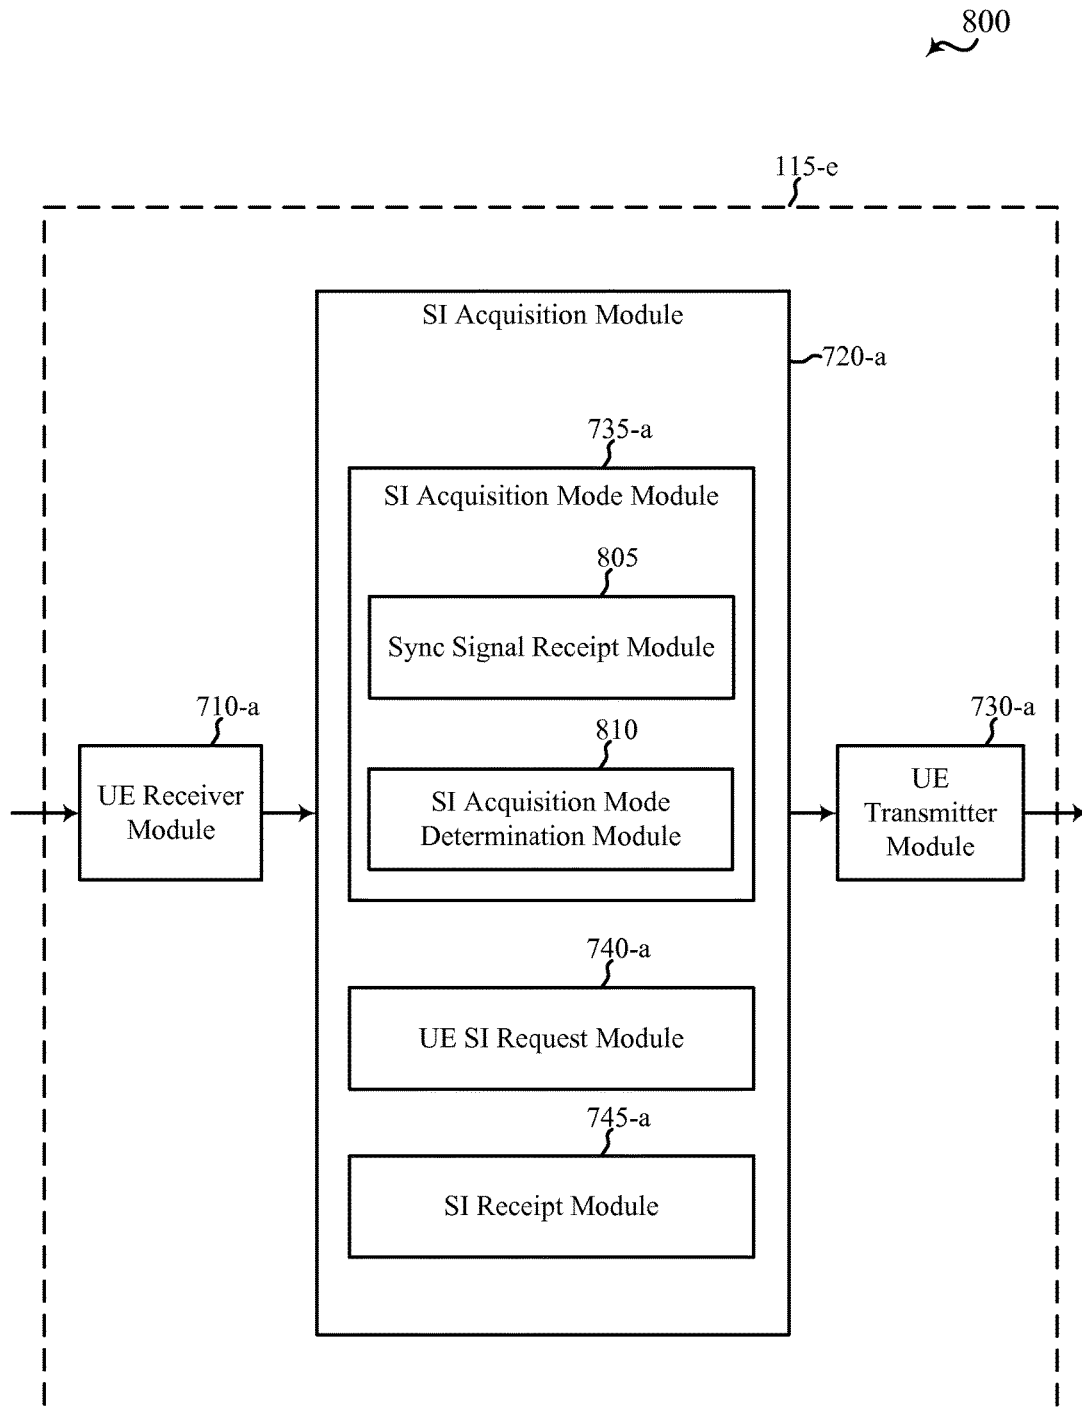 800
115-e
SI Acquisition Module
720-a
735-a
SI Acquisition Mode Module
805
Sync Signal Receipt Module
710-a
UE Receiver
Module
810
SI Acquisition Mode
Determination Module
730-a
UE
Transmitter
Module
740-a
UE SI Request Module
745-a
SI Receipt Module